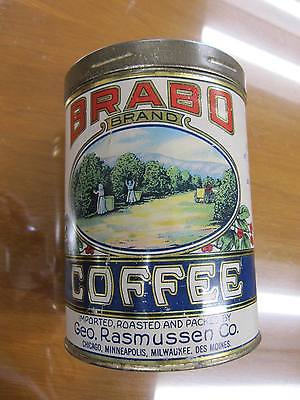 BRABO
BRAND
COFFEE
IMPORTED, ROASTED AND PACKED BY
Geo. Rasmussen Co.
CHICAGO, MINNEAPOLIS, MILWAUKEE, DES MOINES.